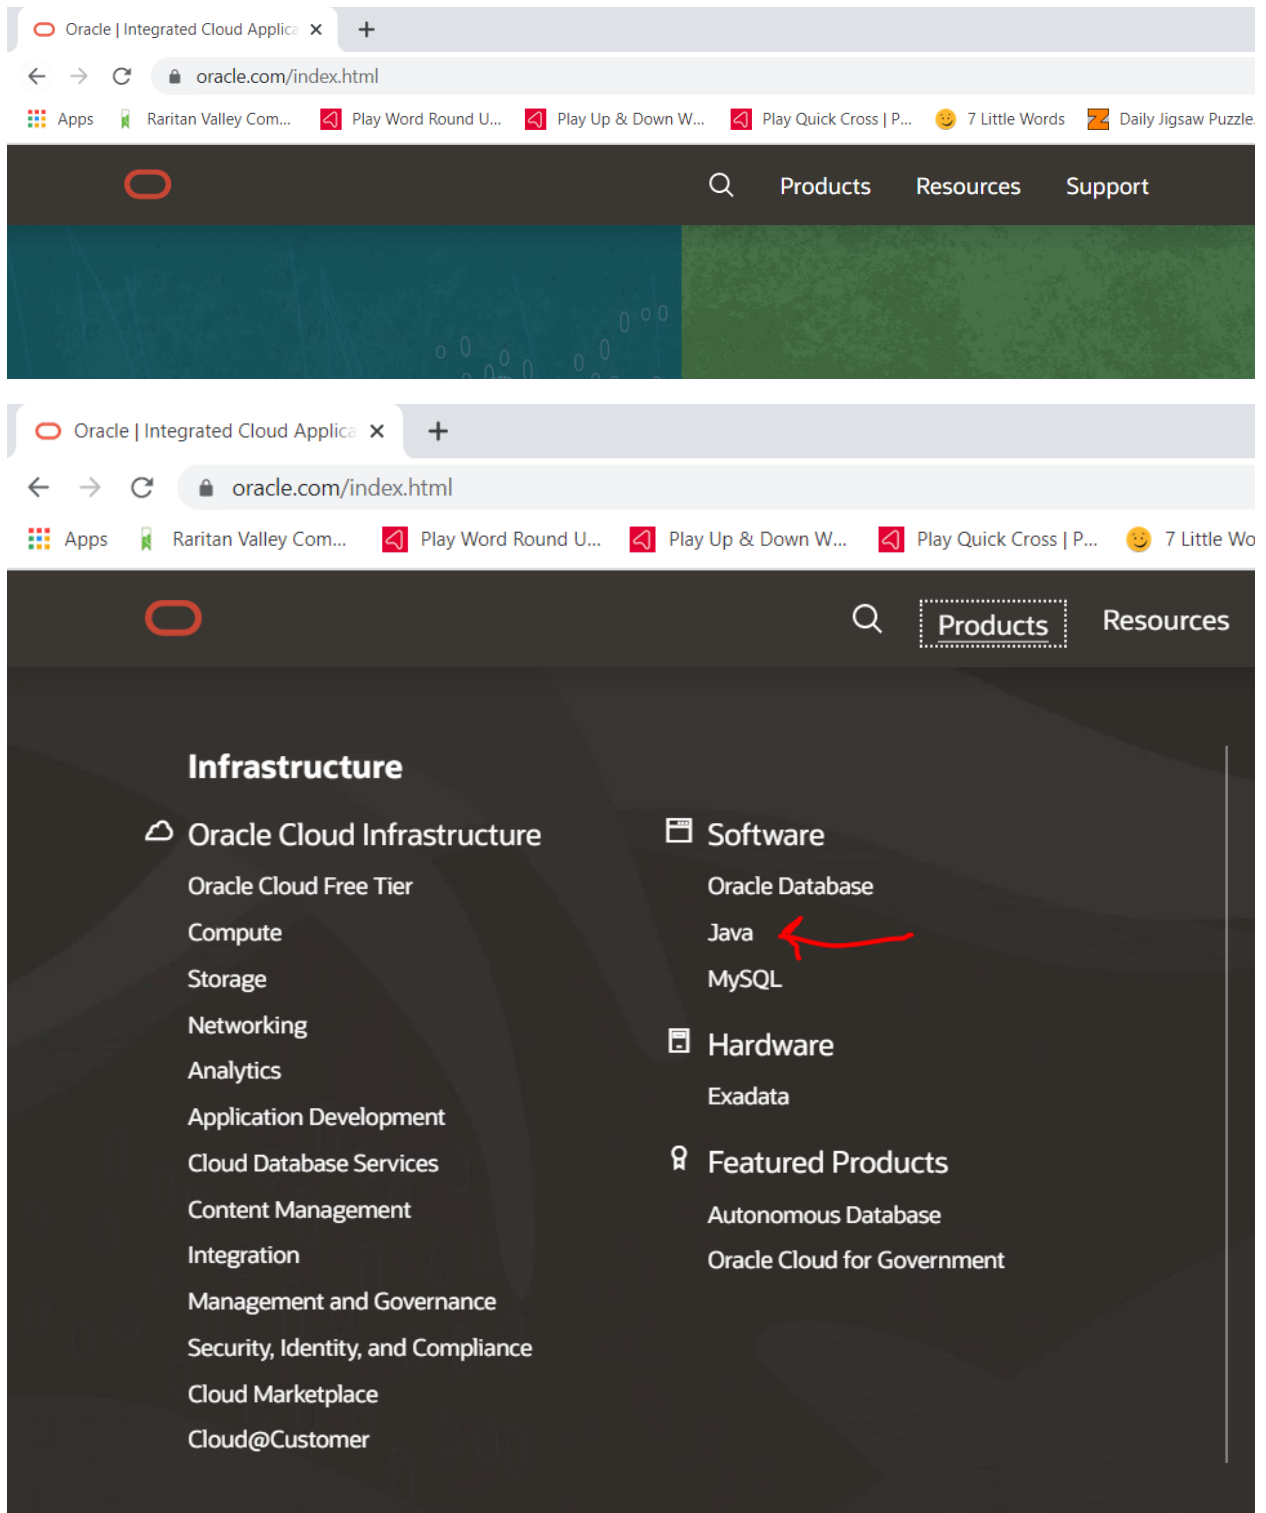 Oracle | Integrated Cloud Applica
oracle.com/index.html
Apps Raritan Valley Com... Play Word Round U... Play Up & Down W... Play Quick Cross | P... 7 Little Words Daily Jigsaw Puzzle
Products Resources Support
Oracle | Integrated Cloud Applica
oracle.com/index.html
Apps Raritan Valley Com... Play Word Round U... Play Up & Down W... Play Quick Cross | P... 7 Little Wo
Products Resources
Infrastructure
Oracle Cloud Infrastructure
Oracle Cloud Free Tier
Compute
Storage
Networking
Analytics
Application Development
Cloud Database Services
Content Management
Integration
Management and Governance
Security, Identity, and Compliance
Cloud Marketplace
Cloud@Customer
Software
Oracle Database
Java
MySQL
Hardware
Exadata
Featured Products
Autonomous Database
Oracle Cloud for Government